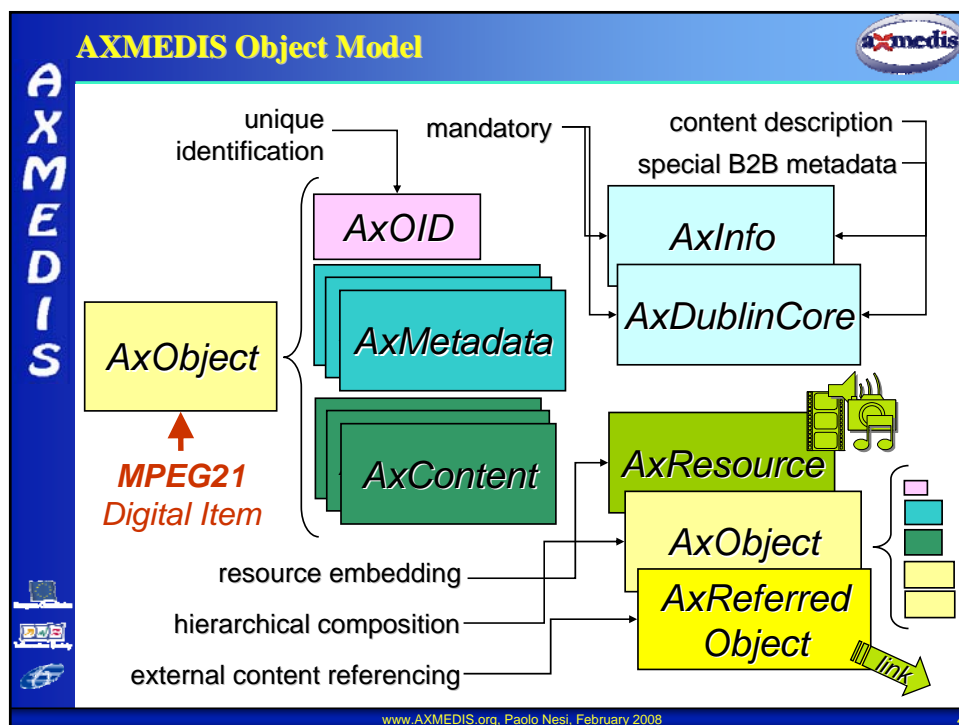 AXMEDIS Object Model
axmedis
AXMEDIS
unique
identification
mandatory
content description
special B2B metadata
AxOID
AxInfo
AxMetadata
AxDublinCore
AxObject
AxContent
MPEG21
Digital Item
AxResource
AxObject
AxReferred
Object
resource embedding
hierarchical composition
external content referencing
link
www.AXMEDIS.org, Paolo Nesi, February 2008